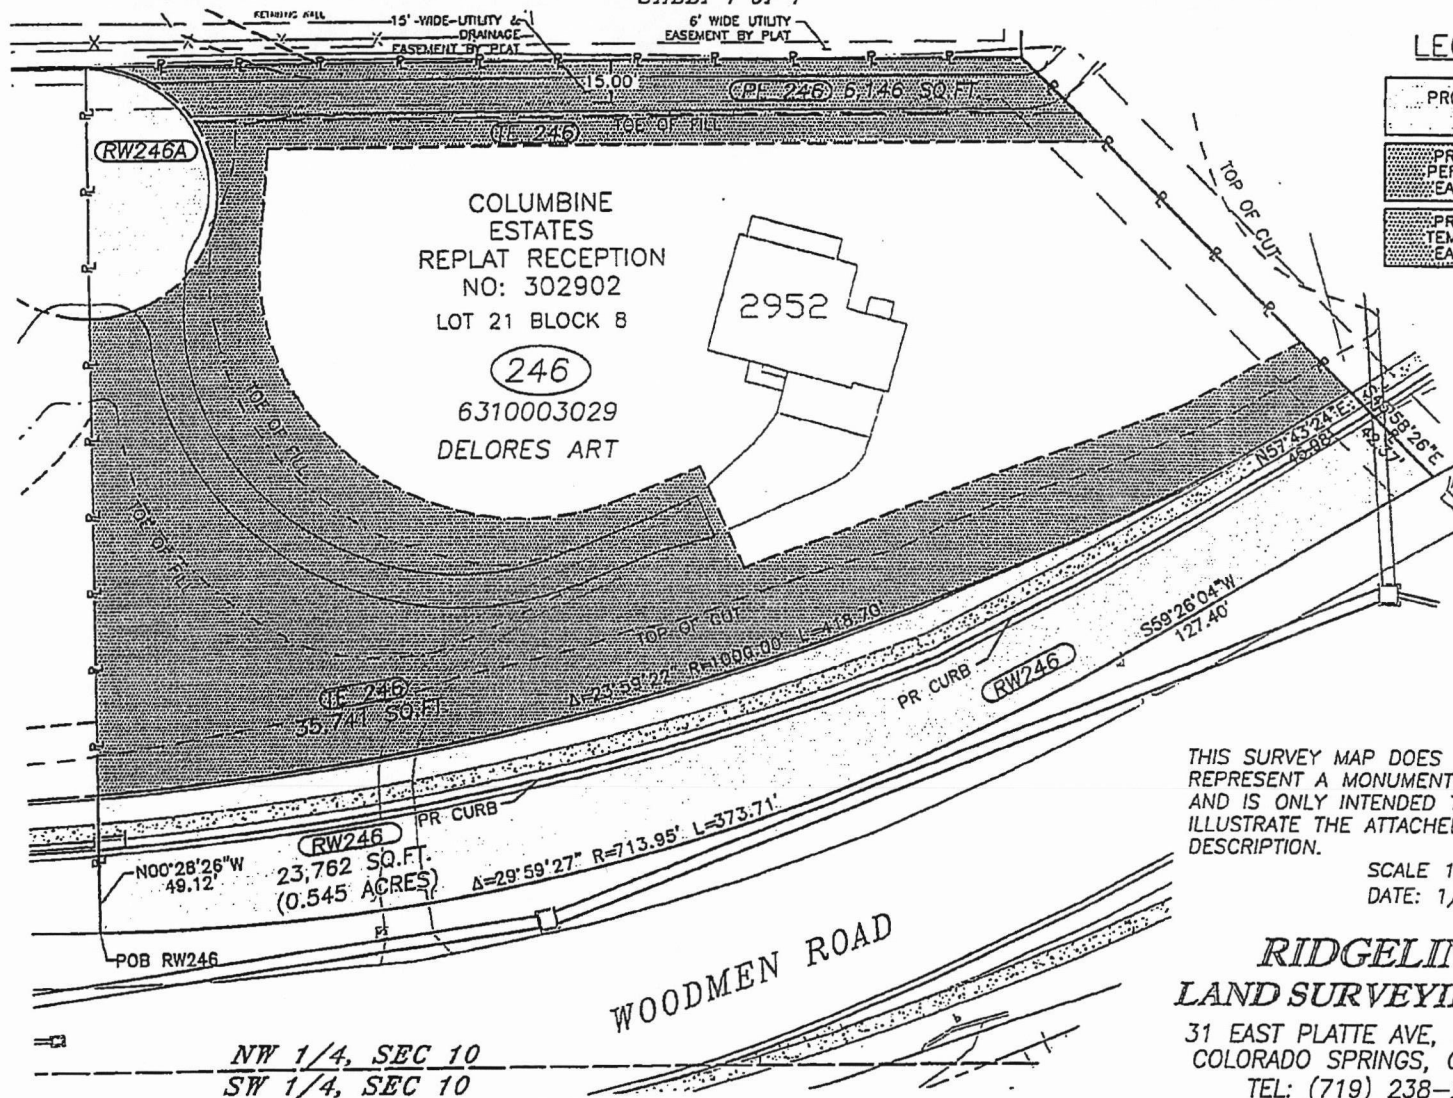 RETAINING WALL
15' WIDE UTILITY &
DRAINAGE
EASEMENT BY PLAT
6' WIDE UTILITY
EASEMENT BY PLAT
15.00'
PE 246 6,146 SQ.FT.
TE 246
TOE OF FILL
RW246A
COLUMBINE
ESTATES
REPLAT RECEPTION
NO: 302902
LOT 21 BLOCK 8
246
6310003029
DELORES ART
2952
TOP OF CUT
TOE OF FILL
TOE OF FILL
N57°43'24"E
TOP OF CUT
Δ=23°59'22" R=1000.00' L=418.70'
TE 246
35,741 SQ.FT.
S59°26'04"W
127.40'
PR CURB
RW246
PR CURB
RW246
23,762 SQ.FT.
(0.545 ACRES)
N00°28'26"W
49.12'
Δ=29°59'27" R=713.95' L=373.71'
POB RW246
WOODMEN ROAD
NW 1/4, SEC 10
SW 1/4, SEC 10
THIS SURVEY MAP DOES
REPRESENT A MONUMENT
AND IS ONLY INTENDED
ILLUSTRATE THE ATTACHE
DESCRIPTION.
SCALE 1
DATE: 1/
RIDGELI
LAND SURVEYI
31 EAST PLATTE AVE,
COLORADO SPRINGS,
TEL: (719) 238-